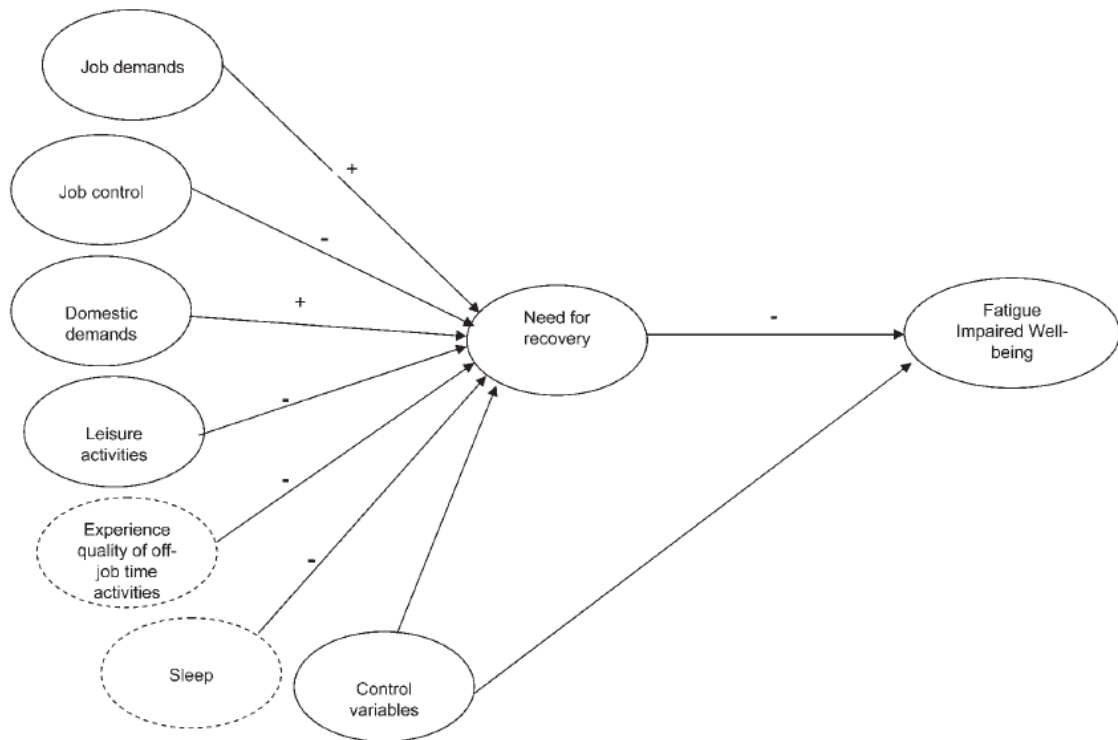 Job demands
+
Job control
-
Domestic
demands
+
Need for
recovery
-
Fatigue
Impaired Well-
being
Leisure
activities
-
Experience
quality of off-
job time
activities
-
Sleep
-
Control
variables